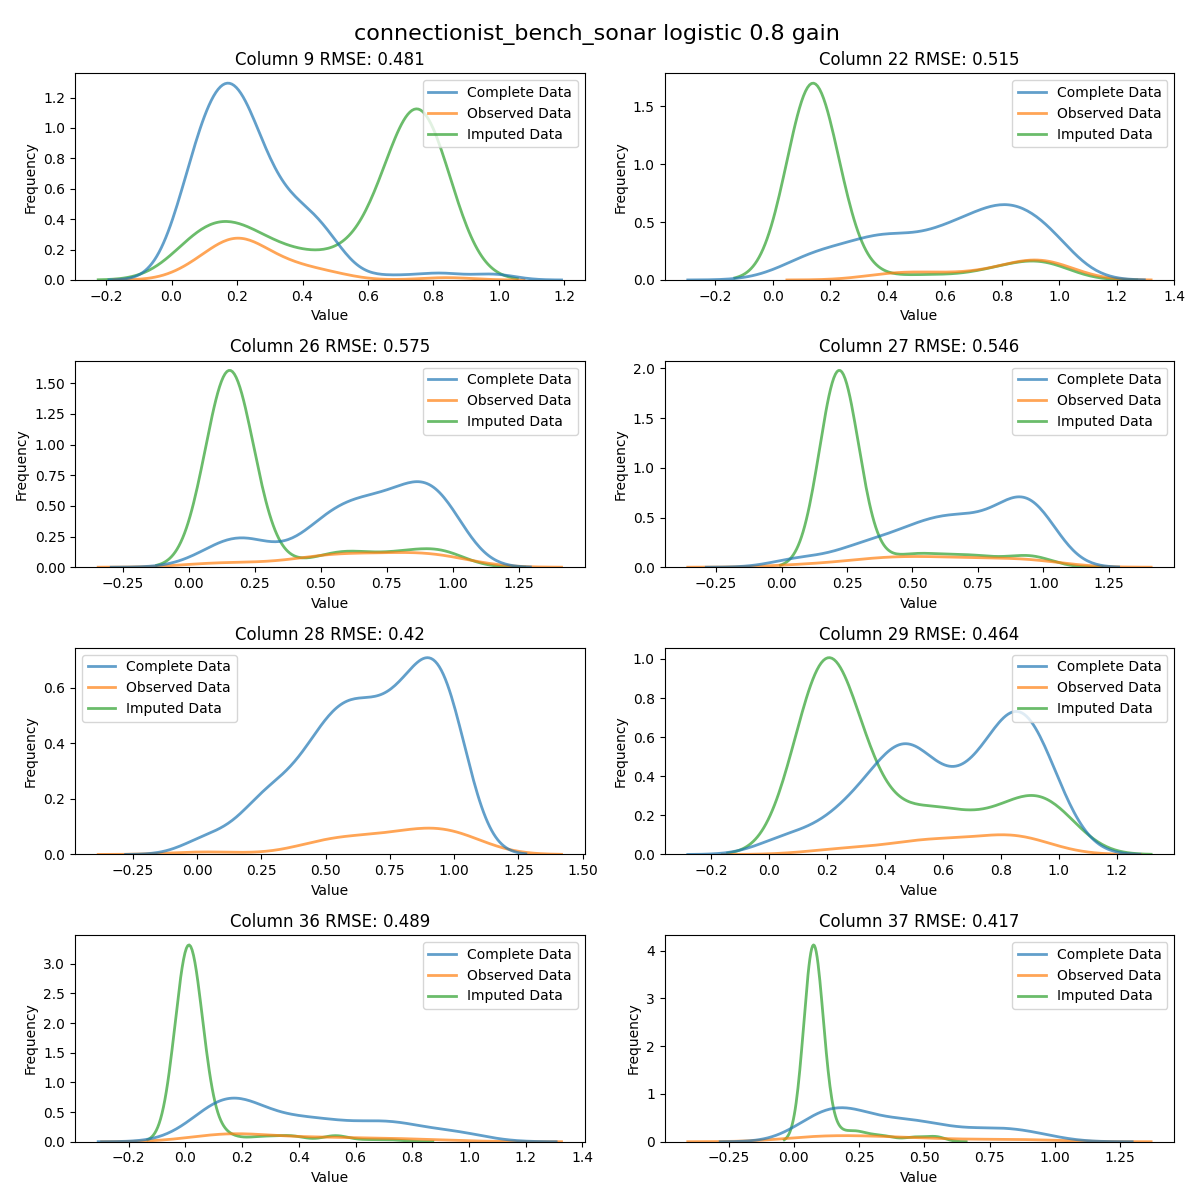 connectionist_bench_sonar logistic 0.8 gain
Column 9 RMSE: 0.481
Frequency
1.2
1.0
0.8
0.6
0.4
0.2
0.0
Complete Data
Observed Data
Imputed Data
−0.2 0.0 0.2 0.4 0.6 0.8 1.0 1.2
Value
Column 22 RMSE: 0.515
Frequency
1.5
1.0
0.5
0.0
Complete Data
Observed Data
Imputed Data
−0.2 0.0 0.2 0.4 0.6 0.8 1.0 1.2 1.4
Value
Column 26 RMSE: 0.575
Frequency
1.50
1.25
1.00
0.75
0.50
0.25
0.00
Complete Data
Observed Data
Imputed Data
−0.25 0.00 0.25 0.50 0.75 1.00 1.25
Value
Column 27 RMSE: 0.546
Frequency
2.0
1.5
1.0
0.5
0.0
Complete Data
Observed Data
Imputed Data
−0.25 0.00 0.25 0.50 0.75 1.00 1.25
Value
Column 28 RMSE: 0.42
Frequency
0.6
0.4
0.2
0.0
Complete Data
Observed Data
Imputed Data
−0.25 0.00 0.25 0.50 0.75 1.00 1.25 1.50
Value
Column 29 RMSE: 0.464
Frequency
1.0
0.8
0.6
0.4
0.2
0.0
Complete Data
Observed Data
Imputed Data
−0.2 0.0 0.2 0.4 0.6 0.8 1.0 1.2
Value
Column 36 RMSE: 0.489
Frequency
3.0
2.5
2.0
1.5
1.0
0.5
0.0
Complete Data
Observed Data
Imputed Data
−0.2 0.0 0.2 0.4 0.6 0.8 1.0 1.2 1.4
Value
Column 37 RMSE: 0.417
Frequency
4
3
2
1
0
Complete Data
Observed Data
Imputed Data
−0.25 0.00 0.25 0.50 0.75 1.00 1.25
Value